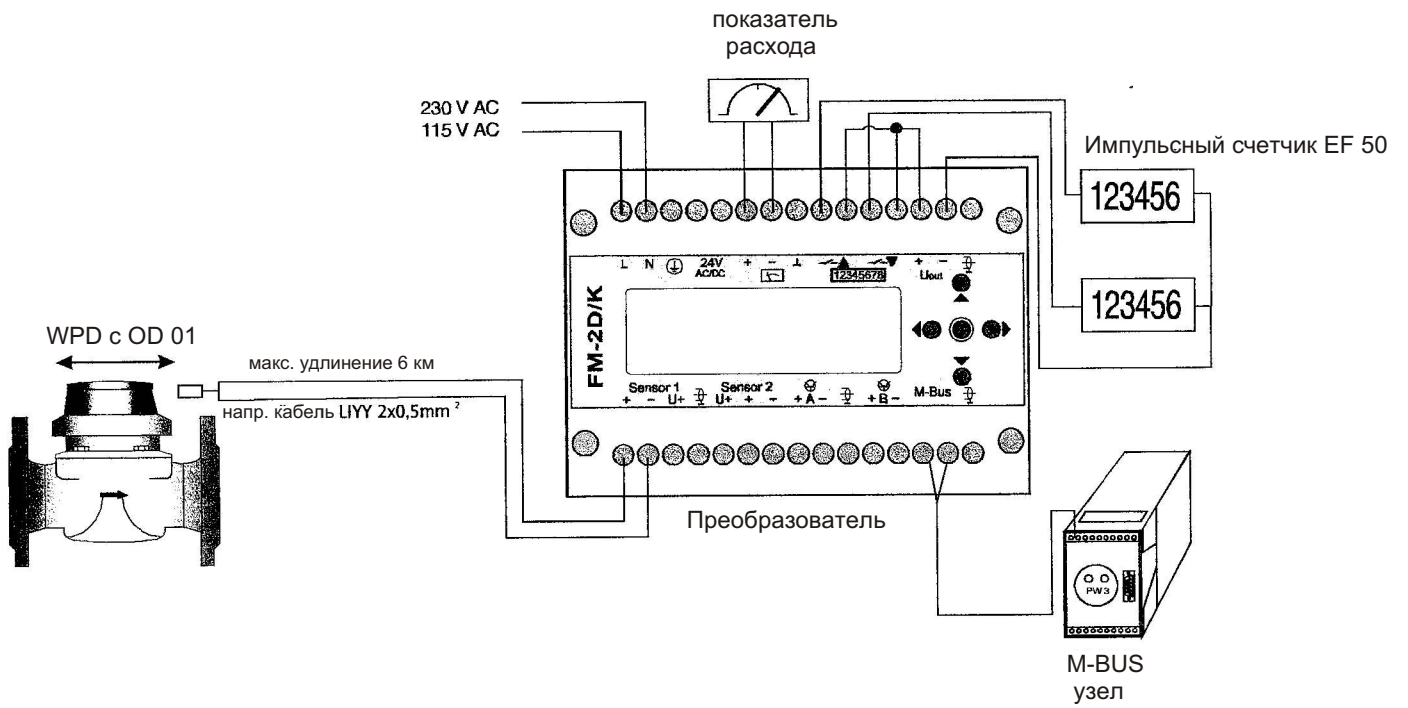 показатель
расхода
230 V AC
115 V AC
Импульсный счетчик EF 50
123456
123456
L N 24V + - + -
AC/DC 12345678 Uout
FM-2D/K
WPD с OD 01
макс. удлинение 6 км
напр. кабель LIYY 2x0,5mm ²
Sensor 1 Sensor 2 M-Bus
+ - U+ U+ + - + A - + B -
Преобразователь
PW3
M-BUS
узел